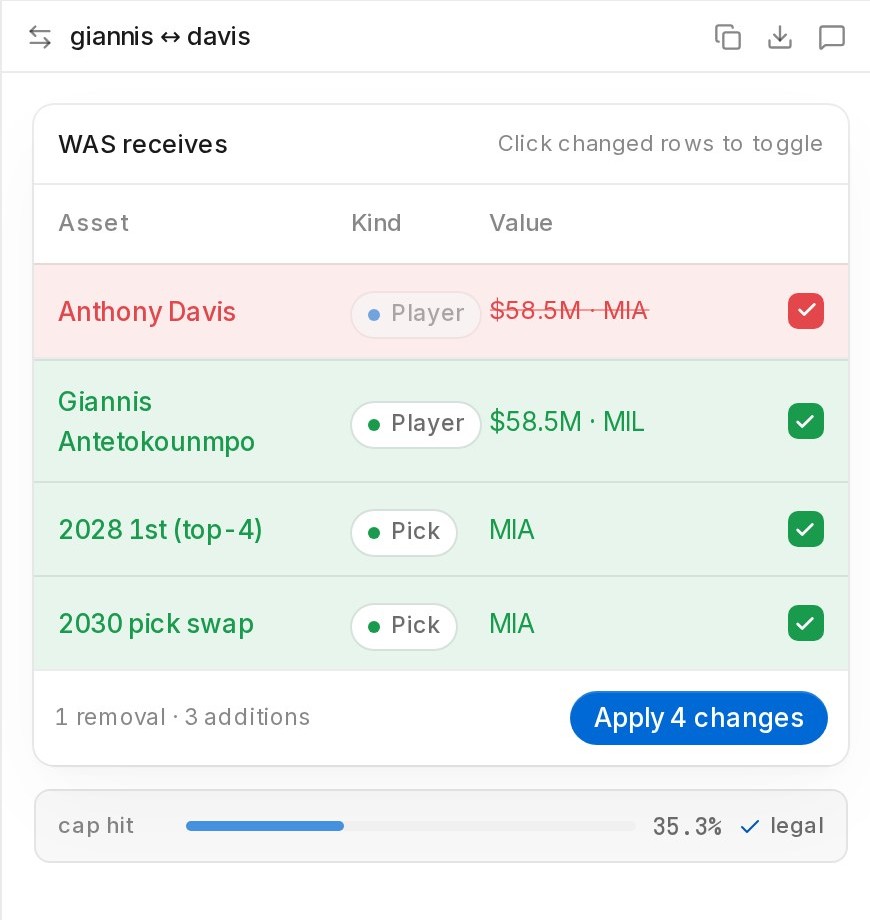 giannis ↔ davis
WAS receives
Click changed rows to toggle
Asset Kind Value
Anthony Davis Player $58.5M · MIA
Giannis
Antetokounmpo Player $58.5M · MIL
2028 1st (top-4) Pick MIA
2030 pick swap Pick MIA
1 removal · 3 additions
Apply 4 changes
cap hit 35.3% legal